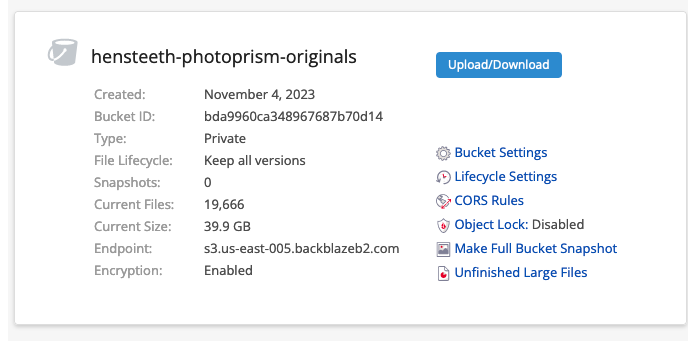 hensteeth-photoprism-originals
Upload/Download
Created: November 4, 2023
Bucket ID: bda9960ca348967687b70d14
Type: Private
File Lifecycle: Keep all versions
Snapshots: 0
Current Files: 19,666
Current Size: 39.9 GB
Endpoint: s3.us-east-005.backblazeb2.com
Encryption: Enabled
Bucket Settings
Lifecycle Settings
CORS Rules
Object Lock: Disabled
Make Full Bucket Snapshot
Unfinished Large Files